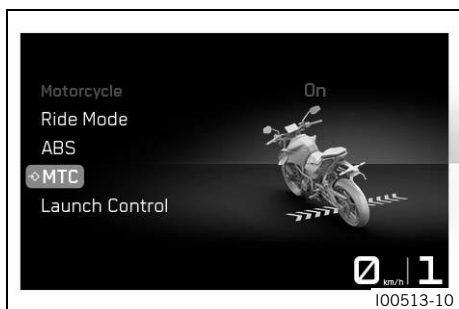 Motorcycle On
Ride Mode
ABS
MTC
Launch Control
0 km/h 1
I00513-10